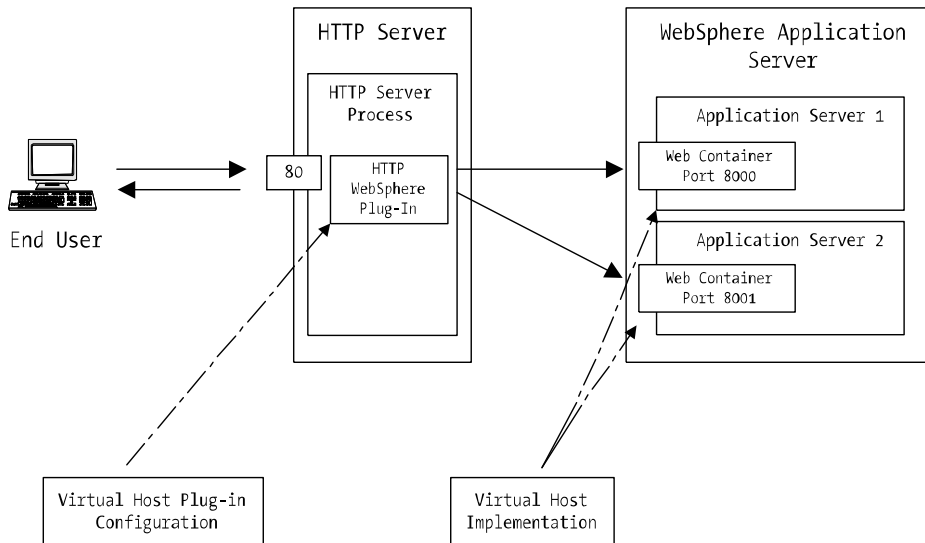 HTTP Server
WebSphere Application
Server
HTTP Server
Process
Application Server 1
80
HTTP
WebSphere
Plug-In
Web Container
Port 8000
End User
Application Server 2
Web Container
Port 8001
Virtual Host Plug-in
Configuration
Virtual Host
Implementation